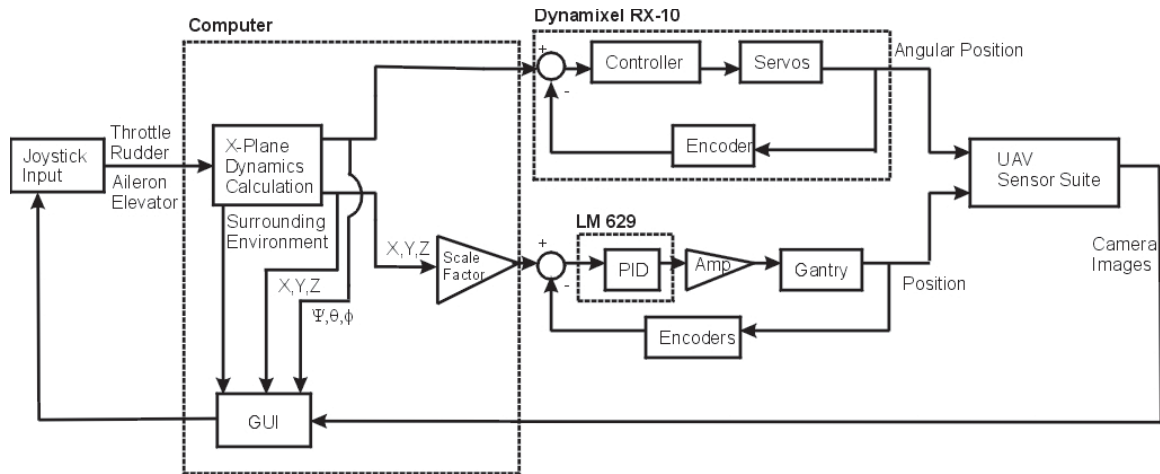 Dynamixel RX-10
Computer
Angular Position
+
Controller
Servos
-
Throttle
Rudder
Joystick
Input
Aileron
Elevator
X-Plane
Dynamics
Calculation
Encoder
UAV
Sensor Suite
Surrounding
Environment
LM 629
X,Y,Z
Scale
Factor
+
-
PID
Amp
Gantry
Camera
Images
Position
X,Y,Z
Ψ,θ,ϕ
Encoders
GUI